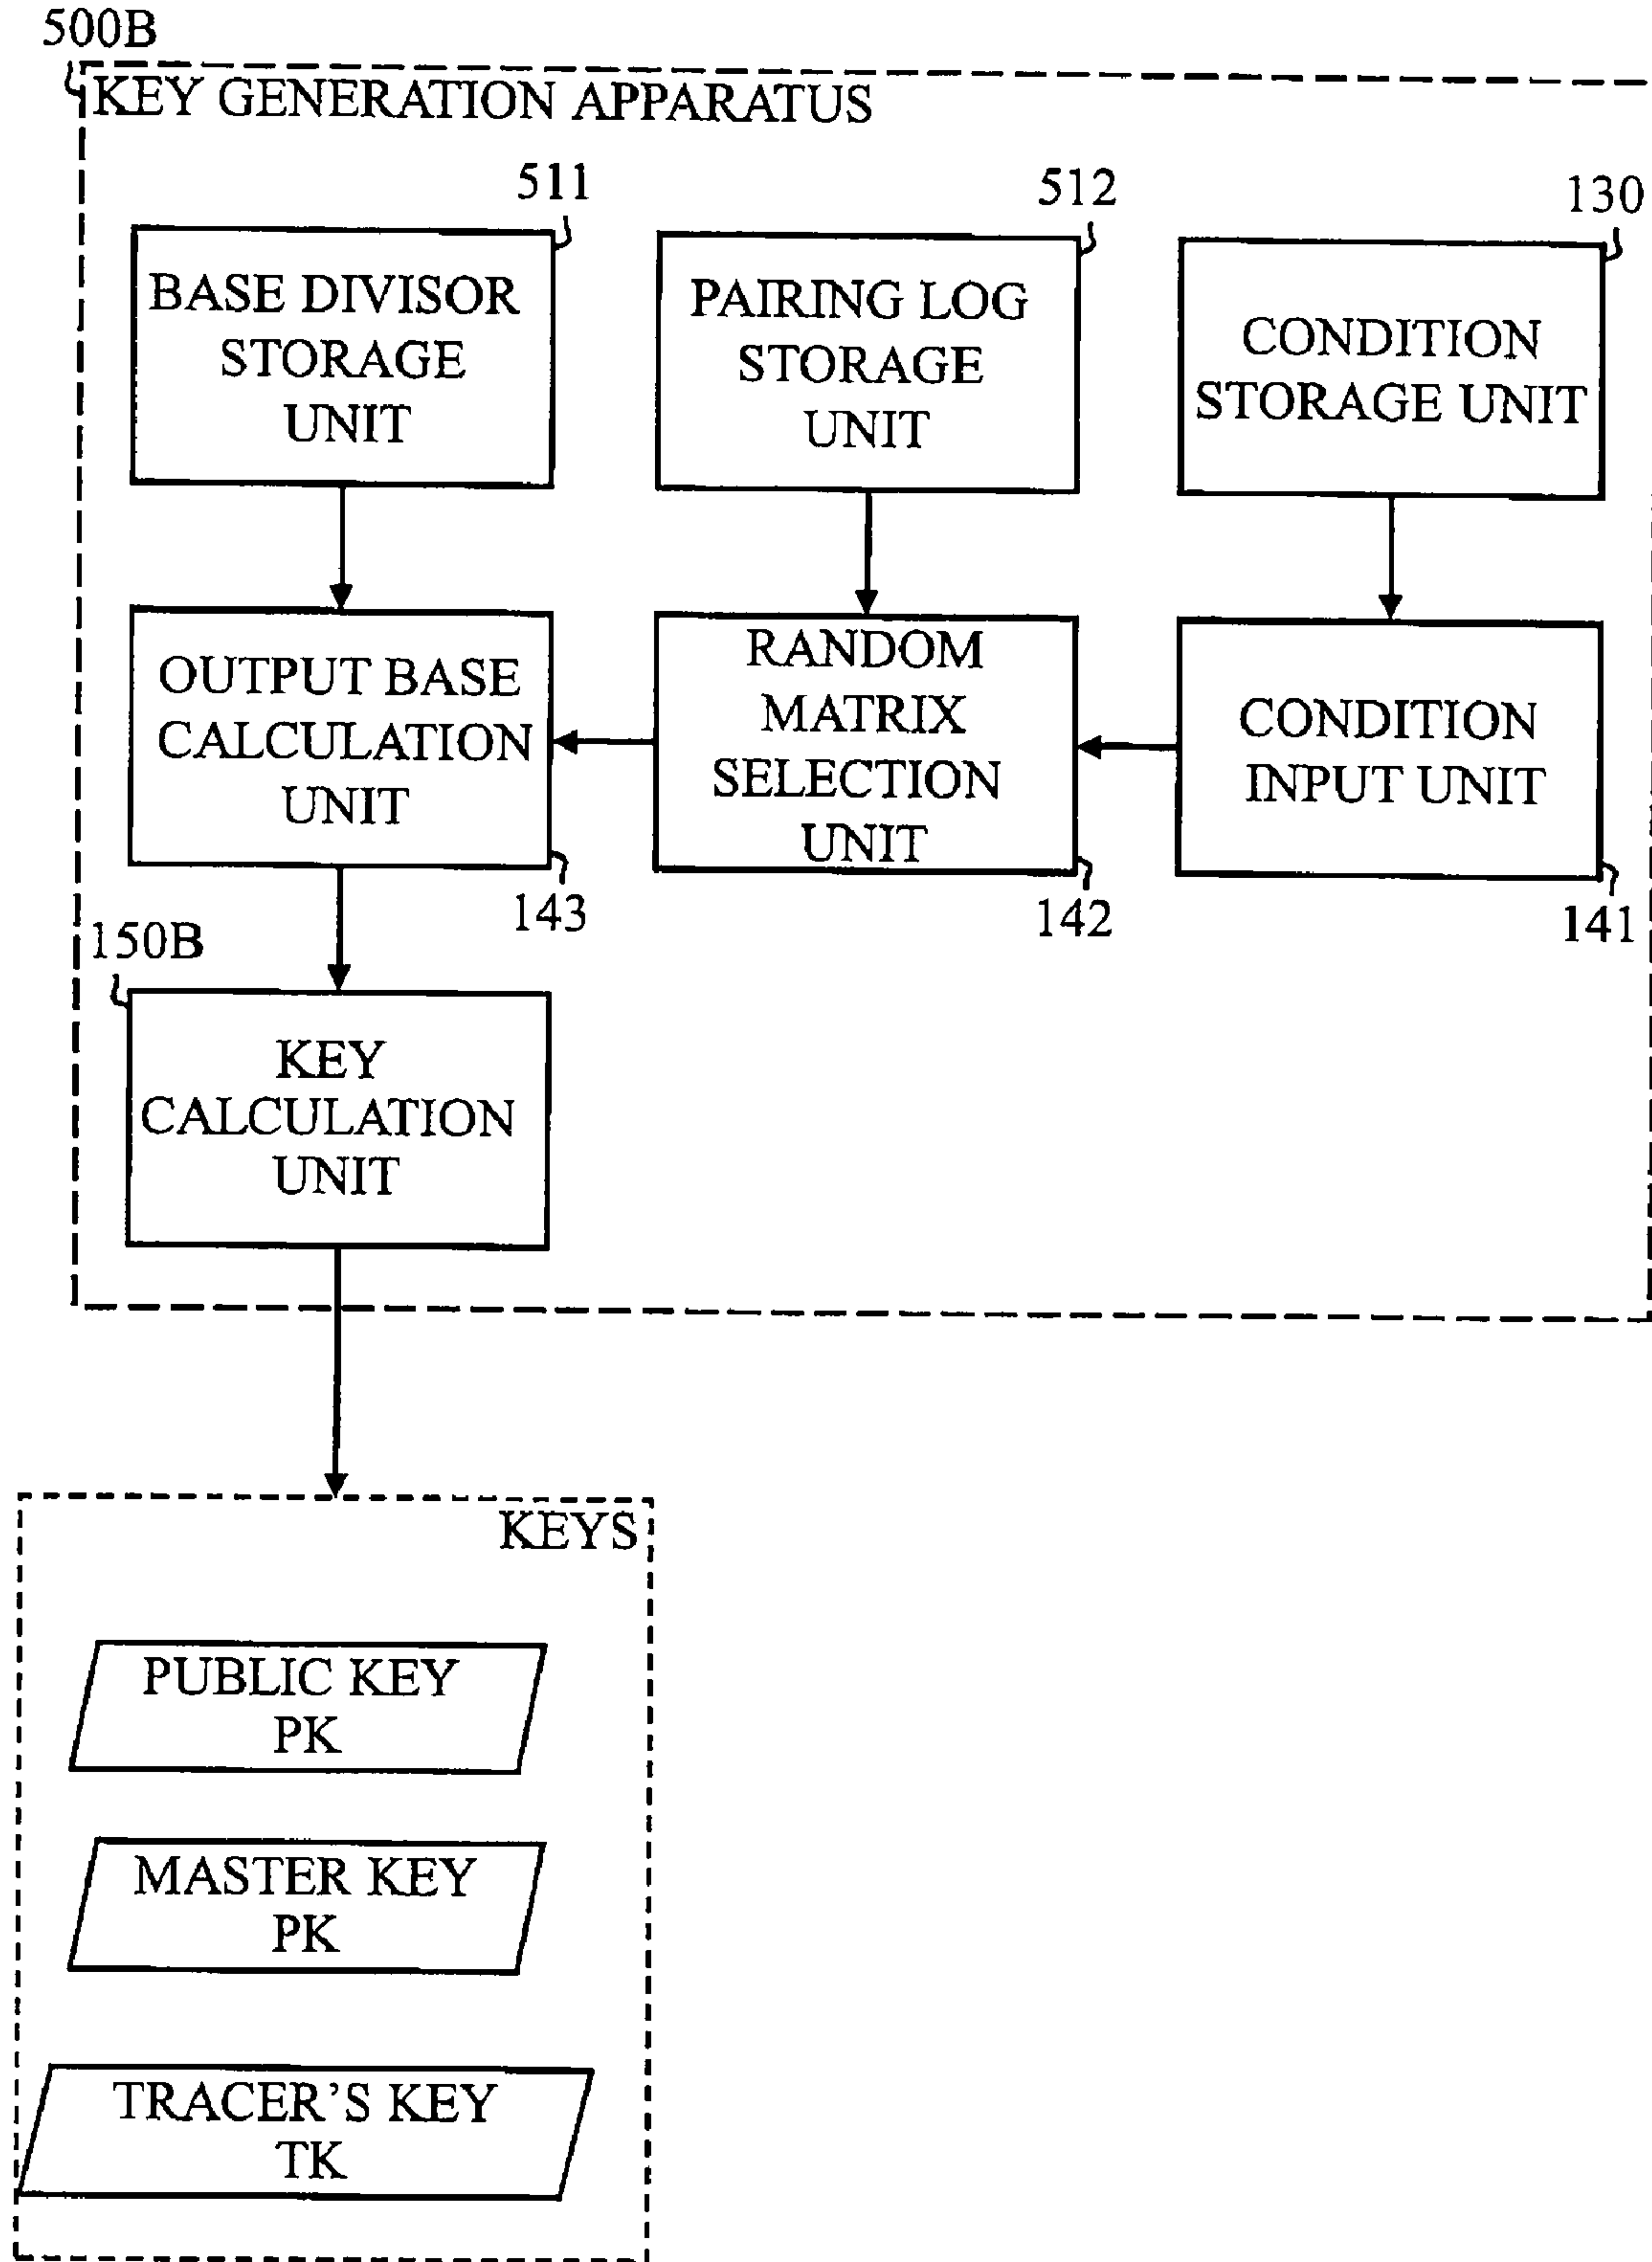 500B
KEY GENERATION APPARATUS
511
512
130
BASE DIVISOR
STORAGE
UNIT
PAIRING LOG
STORAGE
UNIT
CONDITION
STORAGE UNIT
OUTPUT BASE
CALCULATION
UNIT
RANDOM
MATRIX
SELECTION
UNIT
CONDITION
INPUT UNIT
143
142
141
150B
KEY
CALCULATION
UNIT
KEYS
PUBLIC KEY
PK
MASTER KEY
PK
TRACER'S KEY
TK